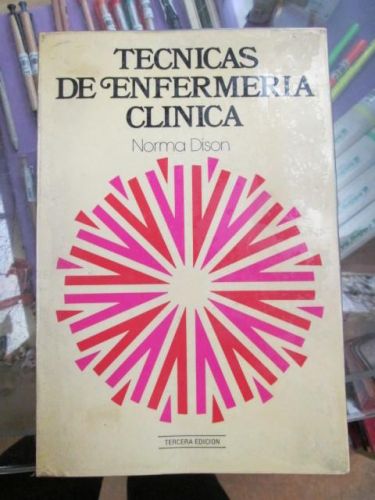 TECNICAS
DE ENFERMERIA
CLINICA
Norma Dison
TERCERA EDICION